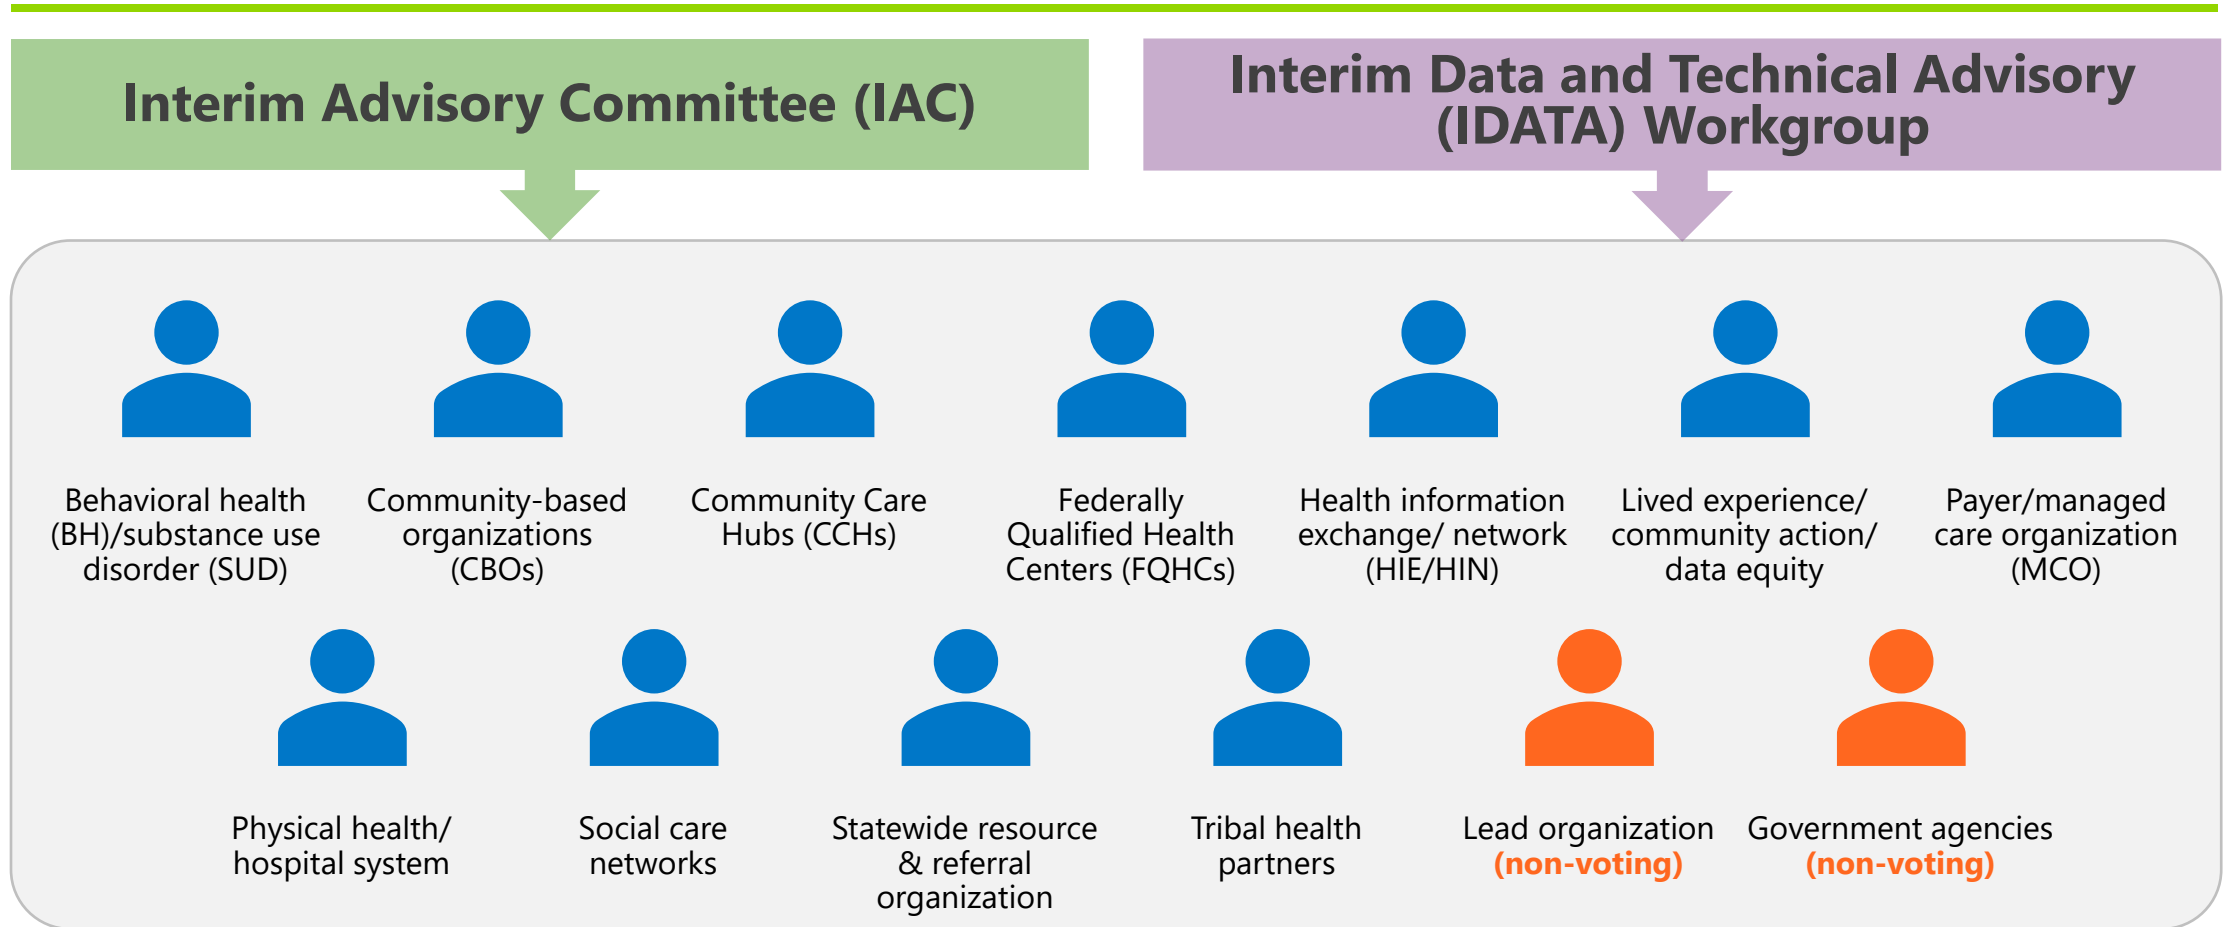 Interim Advisory Committee (IAC)
Interim Data and Technical Advisory
(IDATA) Workgroup
Behavioral health
(BH)/substance use
disorder (SUD)
Community-based
organizations
(CBOs)
Community Care
Hubs (CCHs)
Federally
Qualified Health
Centers (FQHCs)
Health information
exchange/ network
(HIE/HIN)
Lived experience/
community action/
data equity
Payer/managed
care organization
(MCO)
Physical health/
hospital system
Social care
networks
Statewide resource
& referral
organization
Tribal health
partners
Lead organization
(non-voting)
Government agencies
(non-voting)